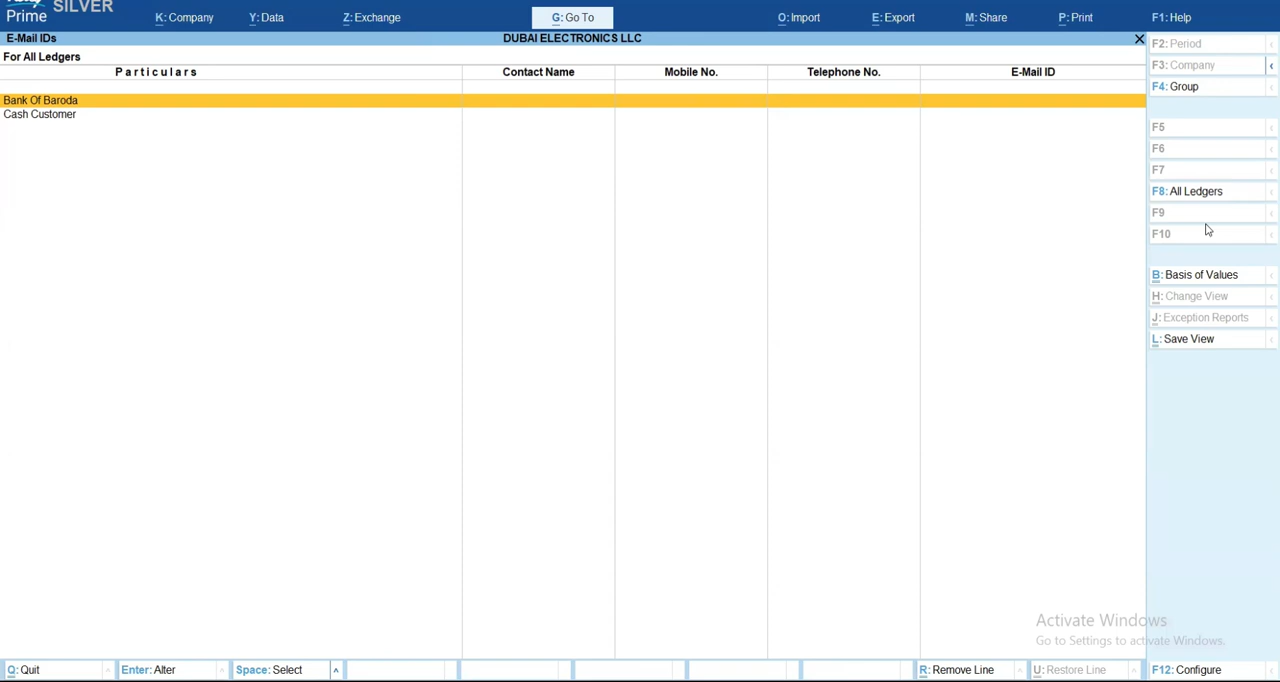 SILVER
Prime
K: Company
Y: Data
Z: Exchange
G: Go To
O: Import
E: Export
M: Share
P: Print
F1: Help
E-Mail IDs
DUBAI ELECTRONICS LLC
For All Ledgers
Particulars
Contact Name
Mobile No.
Telephone No.
E-Mail ID
Bank Of Baroda
Cash Customer
F2: Period
F3: Company
F4: Group
F5
F6
F7
F8: All Ledgers
F9
F10
B: Basis of Values
H: Change View
J: Exception Reports
L: Save View
Activate Windows
Go to Settings to activate Windows.
Q: Quit
Enter: Alter
Space: Select
R: Remove Line
U: Restore Line
F12: Configure